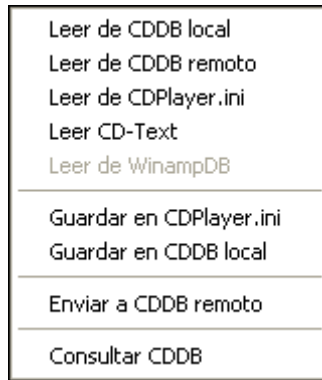 Leer de CDDB local
Leer de CDDB remoto
Leer de CDPlayer.ini
Leer CD-Text
Leer de WinampDB
Guardar en CDPlayer.ini
Guardar en CDDB local
Enviar a CDDB remoto
Consultar CDDB